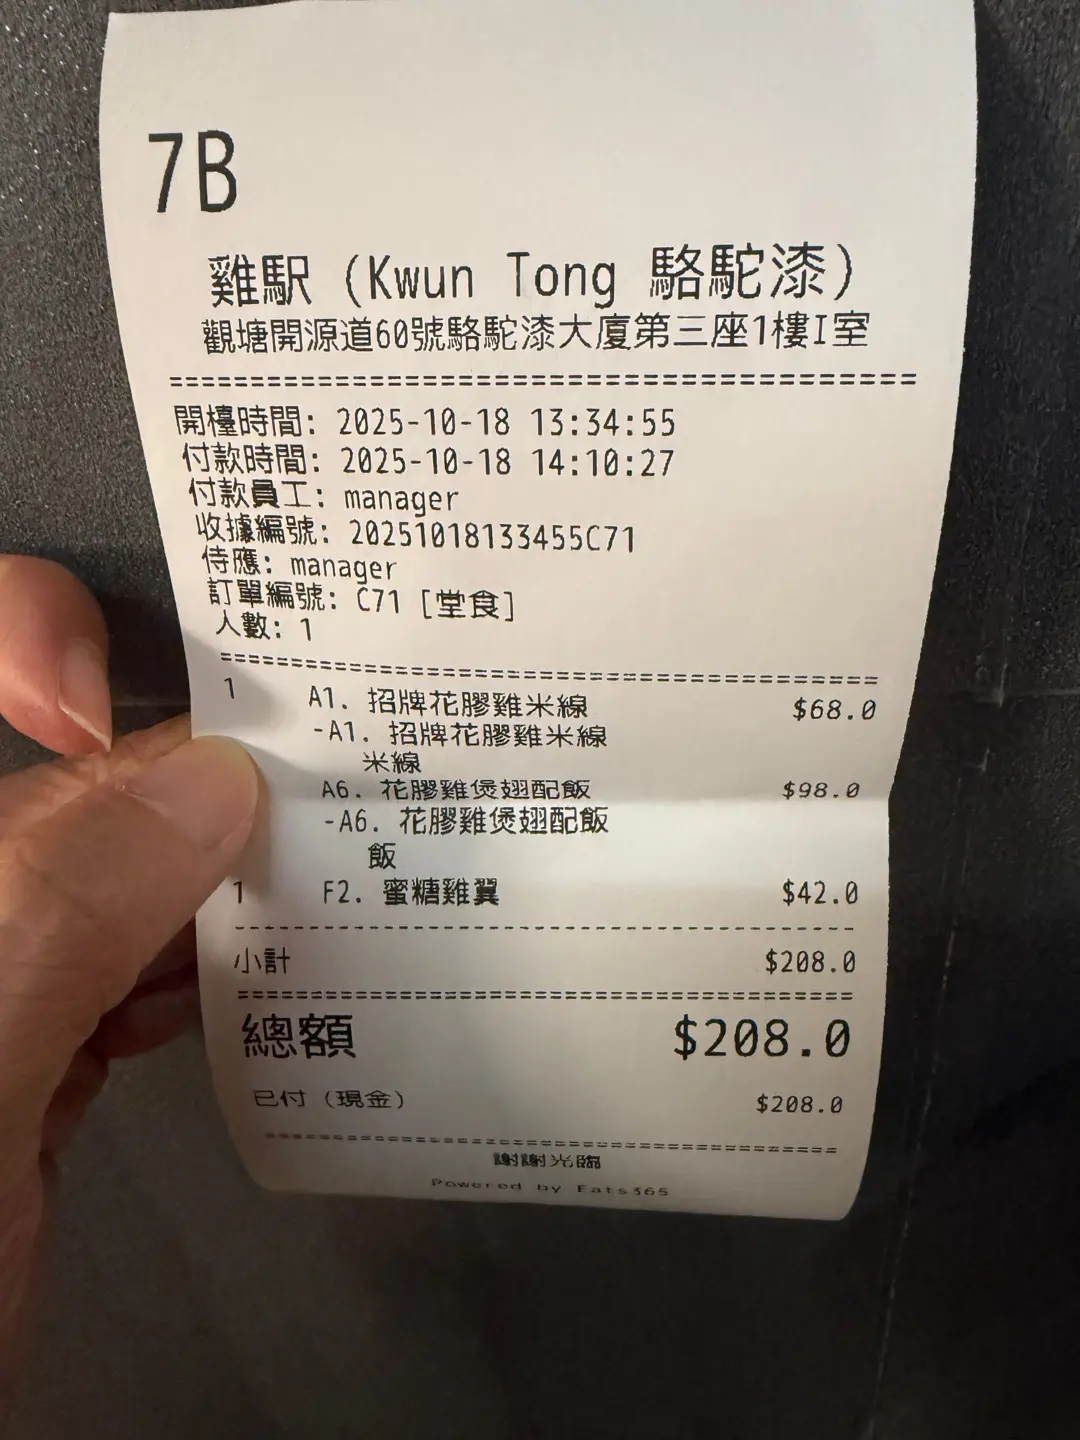 7B
雞駅 (Kwun Tong 駱駝漆)
觀塘開源道60號駱駝漆大廈第三座1樓I室
========================================
開檯時間: 2025-10-18 13:34:55
付款時間: 2025-10-18 14:10:27
付款員工: manager
收據編號: 20251018133455C71
侍應: manager
訂單編號: C71 [堂食]
人數: 1
========================================
1 A1. 招牌花膠雞米線 $68.0
-A1. 招牌花膠雞米線
米線
A6. 花膠雞煲翅配飯 $98.0
-A6. 花膠雞煲翅配飯
飯
1 F2. 蜜糖雞翼 $42.0
----------------------------------------
小計 $208.0
========================================
總額 $208.0
已付 (現金) $208.0
========================================
謝謝光臨
Powered by Eats365